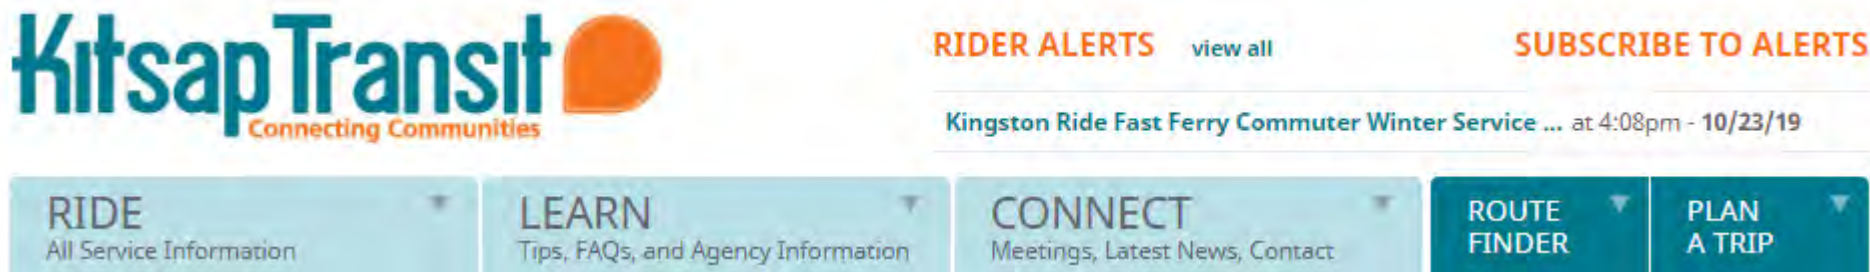 Kitsap Transit
Connecting Communities
RIDER ALERTS view all
SUBSCRIBE TO ALERTS
Kingston Ride Fast Ferry Commuter Winter Service ... at 4:08pm - 10/23/19
RIDE
All Service Information
LEARN
Tips, FAQs, and Agency Information
CONNECT
Meetings, Latest News, Contact
ROUTE
FINDER
PLAN
A TRIP